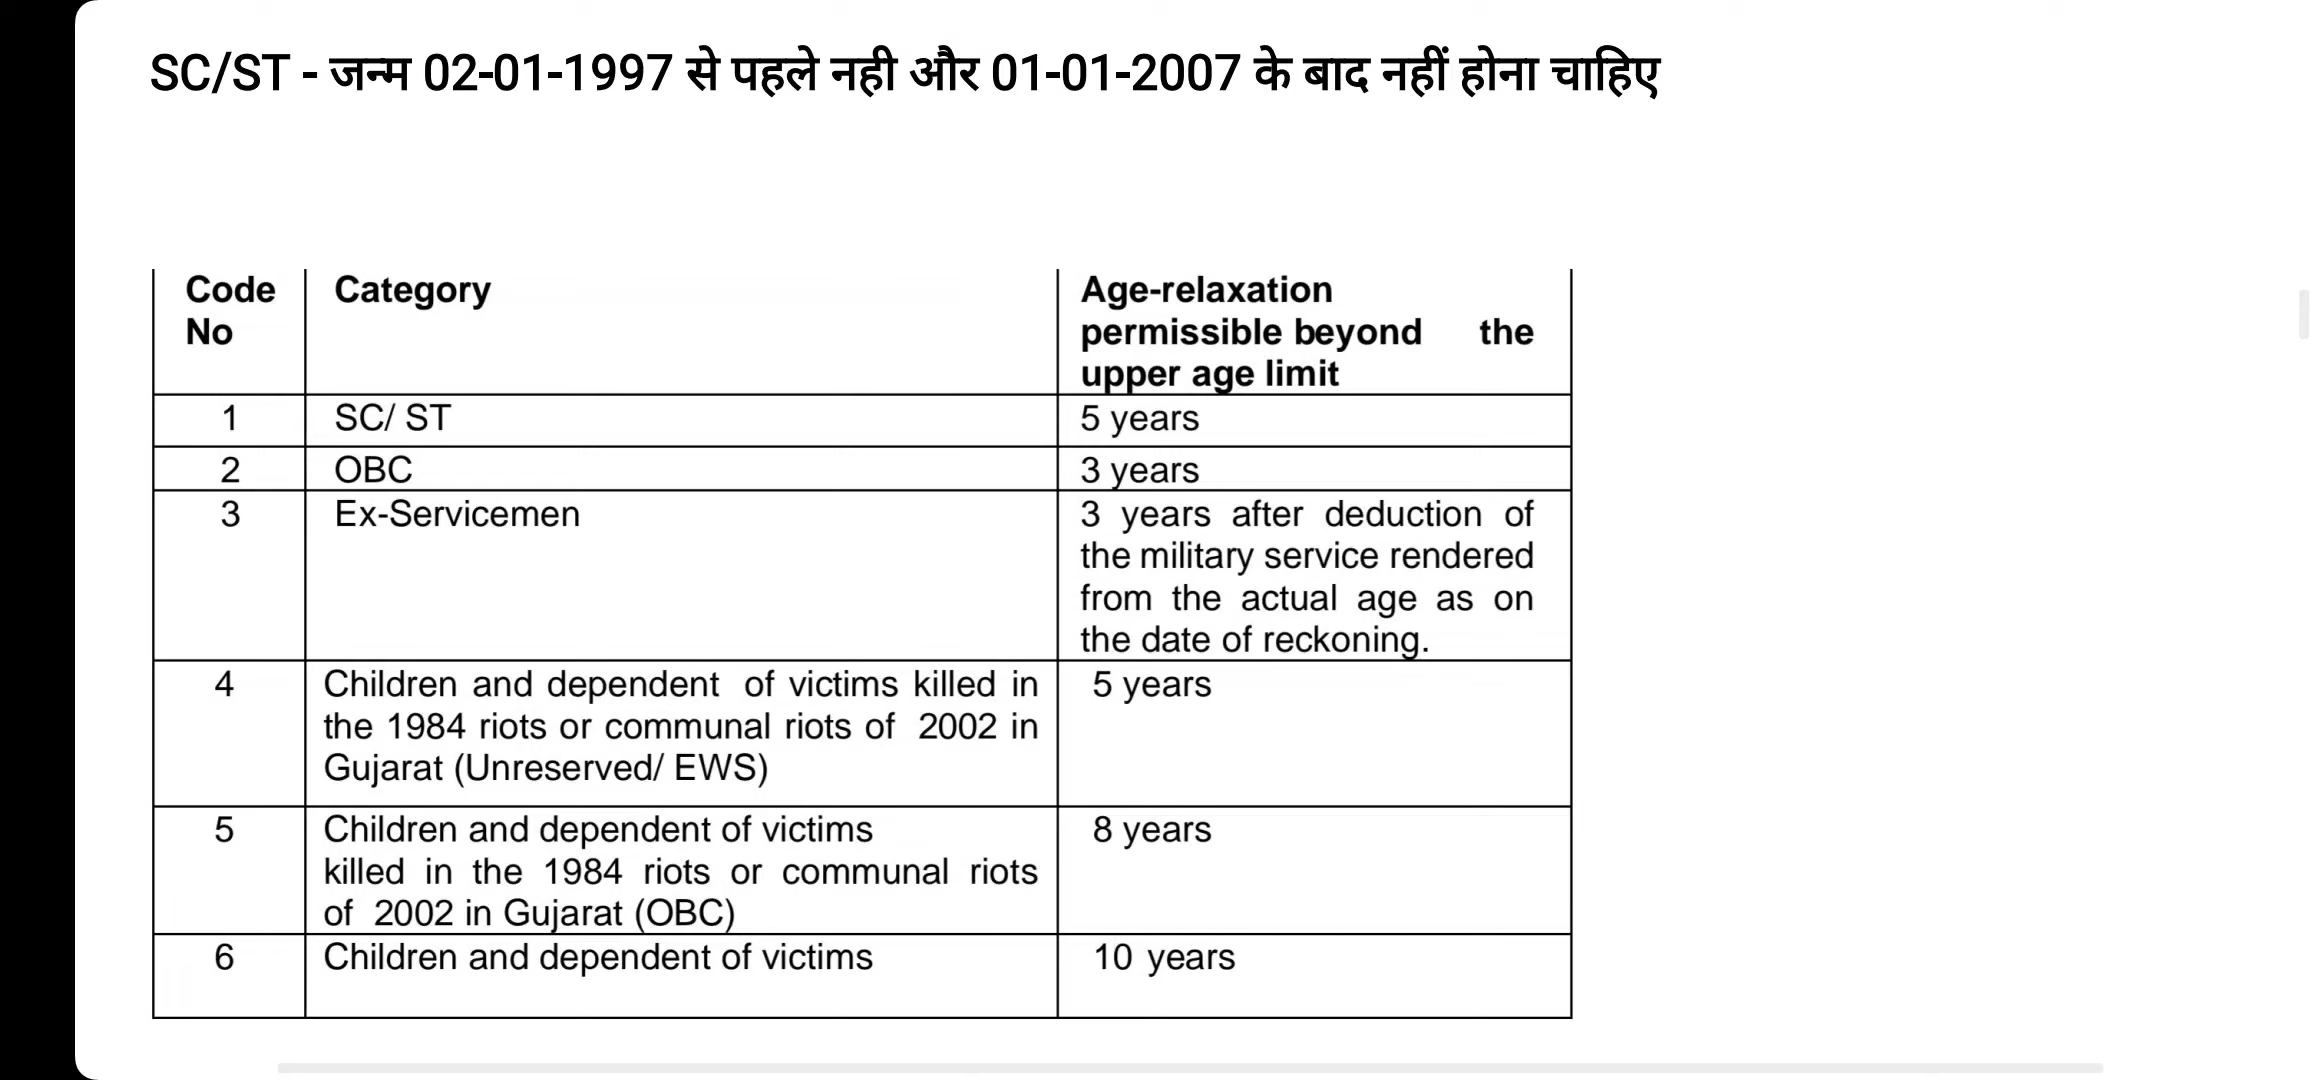 SC/ST - जन्म 02-01-1997 से पहले नही और 01-01-2007 के बाद नहीं होना चाहिए
Code No Category Age-relaxation permissible beyond the upper age limit
1 SC/ ST 5 years
2 OBC 3 years
3 Ex-Servicemen 3 years after deduction of
the military service rendered
from the actual age as on
the date of reckoning.
4 Children and dependent of victims killed in 5 years
the 1984 riots or communal riots of 2002 in
Gujarat (Unreserved/ EWS)
5 Children and dependent of victims 8 years
killed in the 1984 riots or communal riots
of 2002 in Gujarat (OBC)
6 Children and dependent of victims 10 years